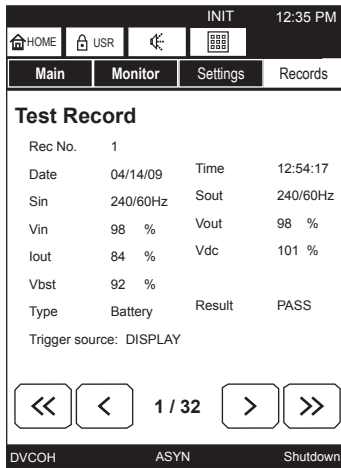 INIT 12:35 PM
HOME USR
Main Monitor Settings Records
Test Record
Rec No. 1
Date 04/14/09 Time 12:54:17
Sin 240/60Hz Sout 240/60Hz
Vin 98 % Vout 98 %
Iout 84 % Vdc 101 %
Vbst 92 %
Type Battery Result PASS
Trigger source: DISPLAY
<< < 1 / 32 > >>
DVCOH ASYN Shutdown